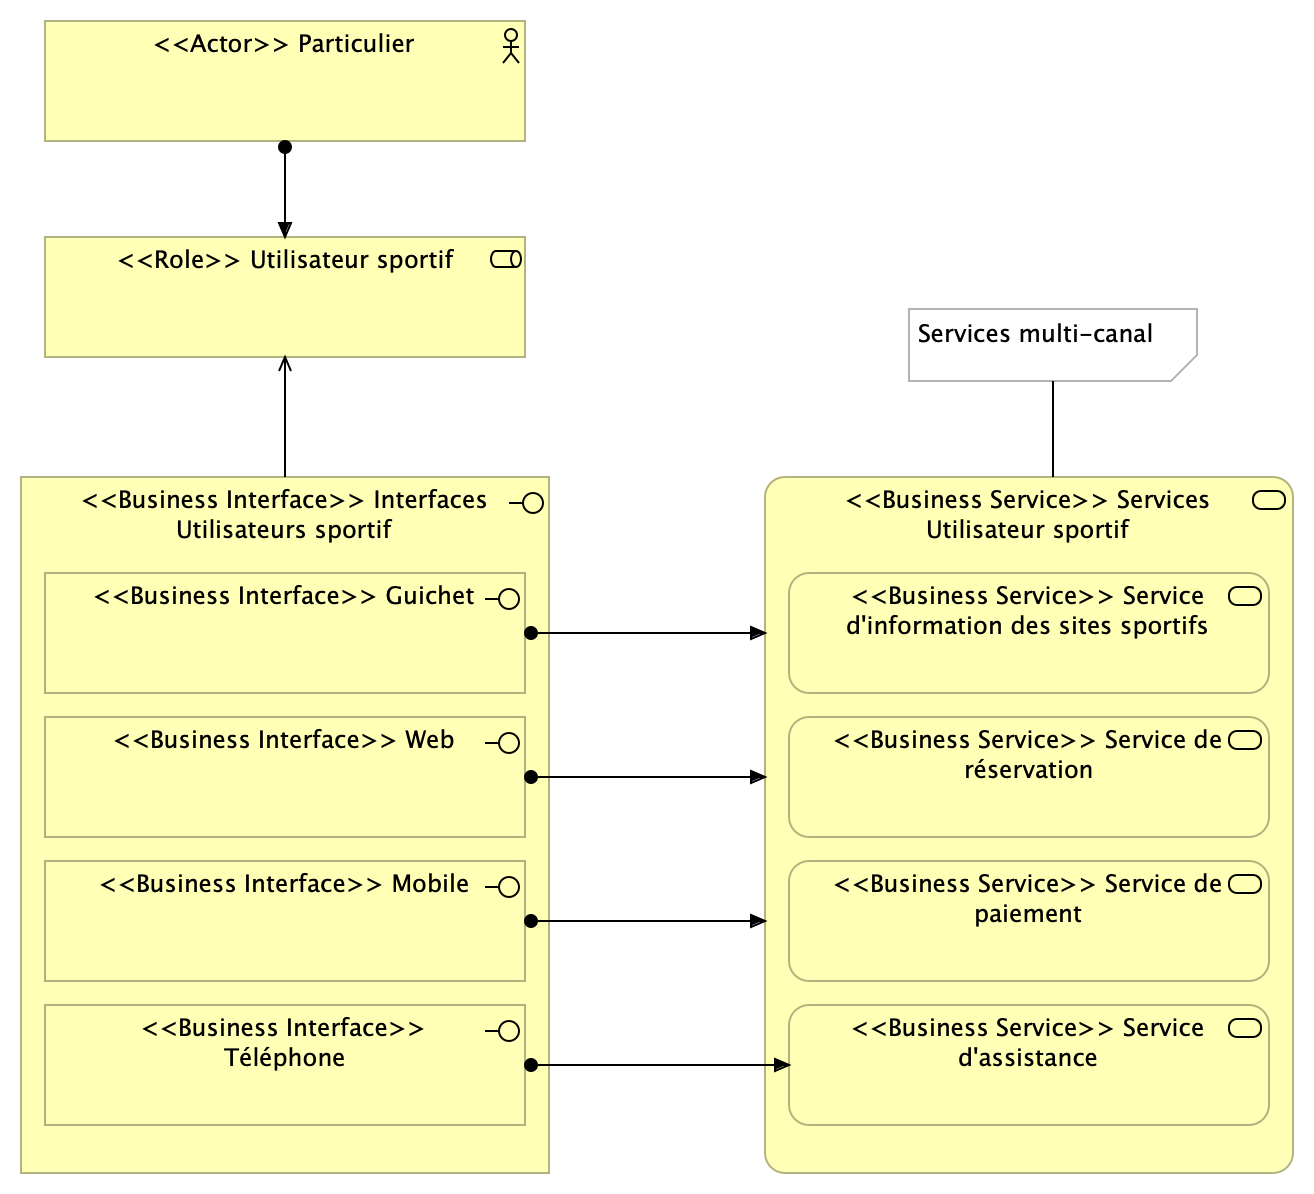 <<Actor>> Particulier
<<Role>> Utilisateur sportif
Services multi-canal
<<Business Interface>> Interfaces
Utilisateurs sportif
<<Business Interface>> Guichet
<<Business Interface>> Web
<<Business Interface>> Mobile
<<Business Interface>>
Téléphone
<<Business Service>> Services
Utilisateur sportif
<<Business Service>> Service
d'information des sites sportifs
<<Business Service>> Service de
réservation
<<Business Service>> Service de
paiement
<<Business Service>> Service
d'assistance